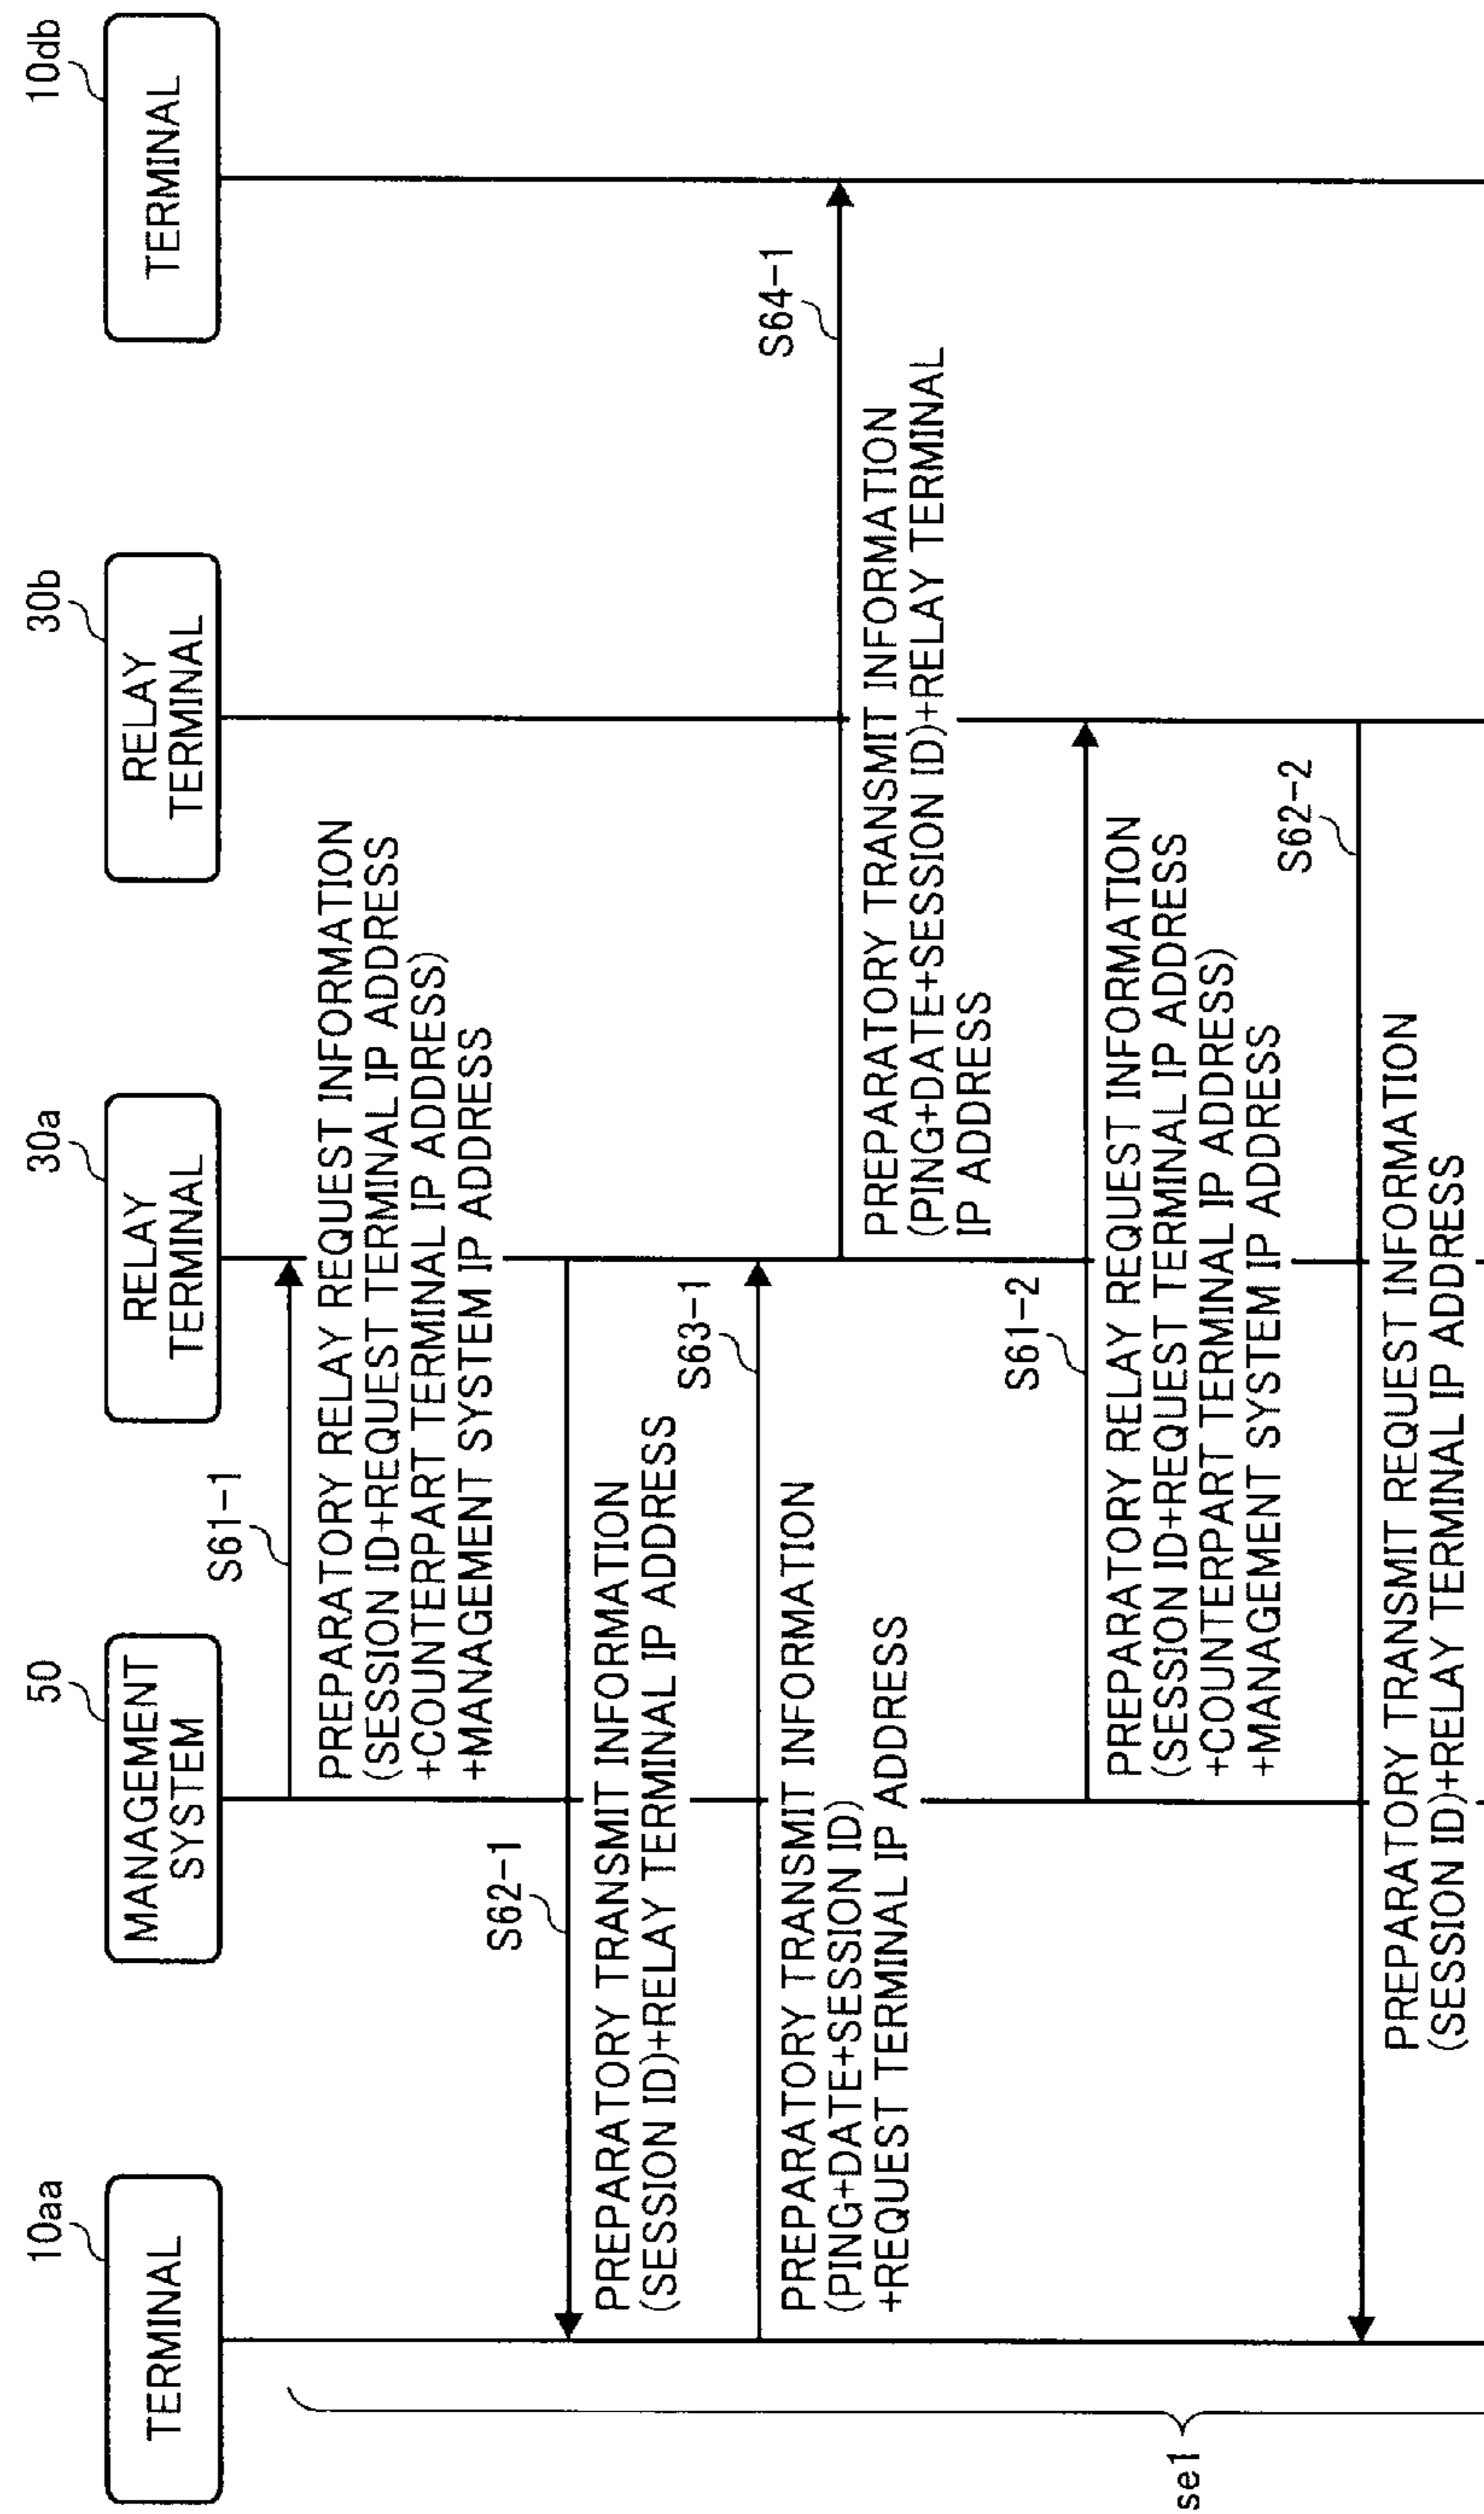 10aa
TERMINAL
50
MANAGEMENT
SYSTEM
30a
RELAY
TERMINAL
30b
RELAY
TERMINAL
10db
TERMINAL
S61-1
PREPARATORY RELAY REQUEST INFORMATION
(SESSION ID+REQUEST TERMINAL IP ADDRESS
+COUNTERPART TERMINAL IP ADDRESS)
+MANAGEMENT SYSTEM IP ADDRESS
S62-1
PREPARATORY TRANSMIT INFORMATION
(SESSION ID)+RELAY TERMINAL IP ADDRESS
S63-1
PREPARATORY TRANSMIT INFORMATION
(PING+DATE+SESSION ID)
+REQUEST TERMINAL IP ADDRESS
S64-1
PREPARATORY TRANSMIT INFORMATION
(PING+DATE+SESSION ID)+RELAY TERMINAL
IP ADDRESS
S61-2
PREPARATORY RELAY REQUEST INFORMATION
(SESSION ID+REQUEST TERMINAL IP ADDRESS
+COUNTERPART TERMINAL IP ADDRESS)
+MANAGEMENT SYSTEM IP ADDRESS
S62-2
PREPARATORY TRANSMIT REQUEST INFORMATION
(SESSION ID)+RELAY TERMINAL IP ADDRESS
se1